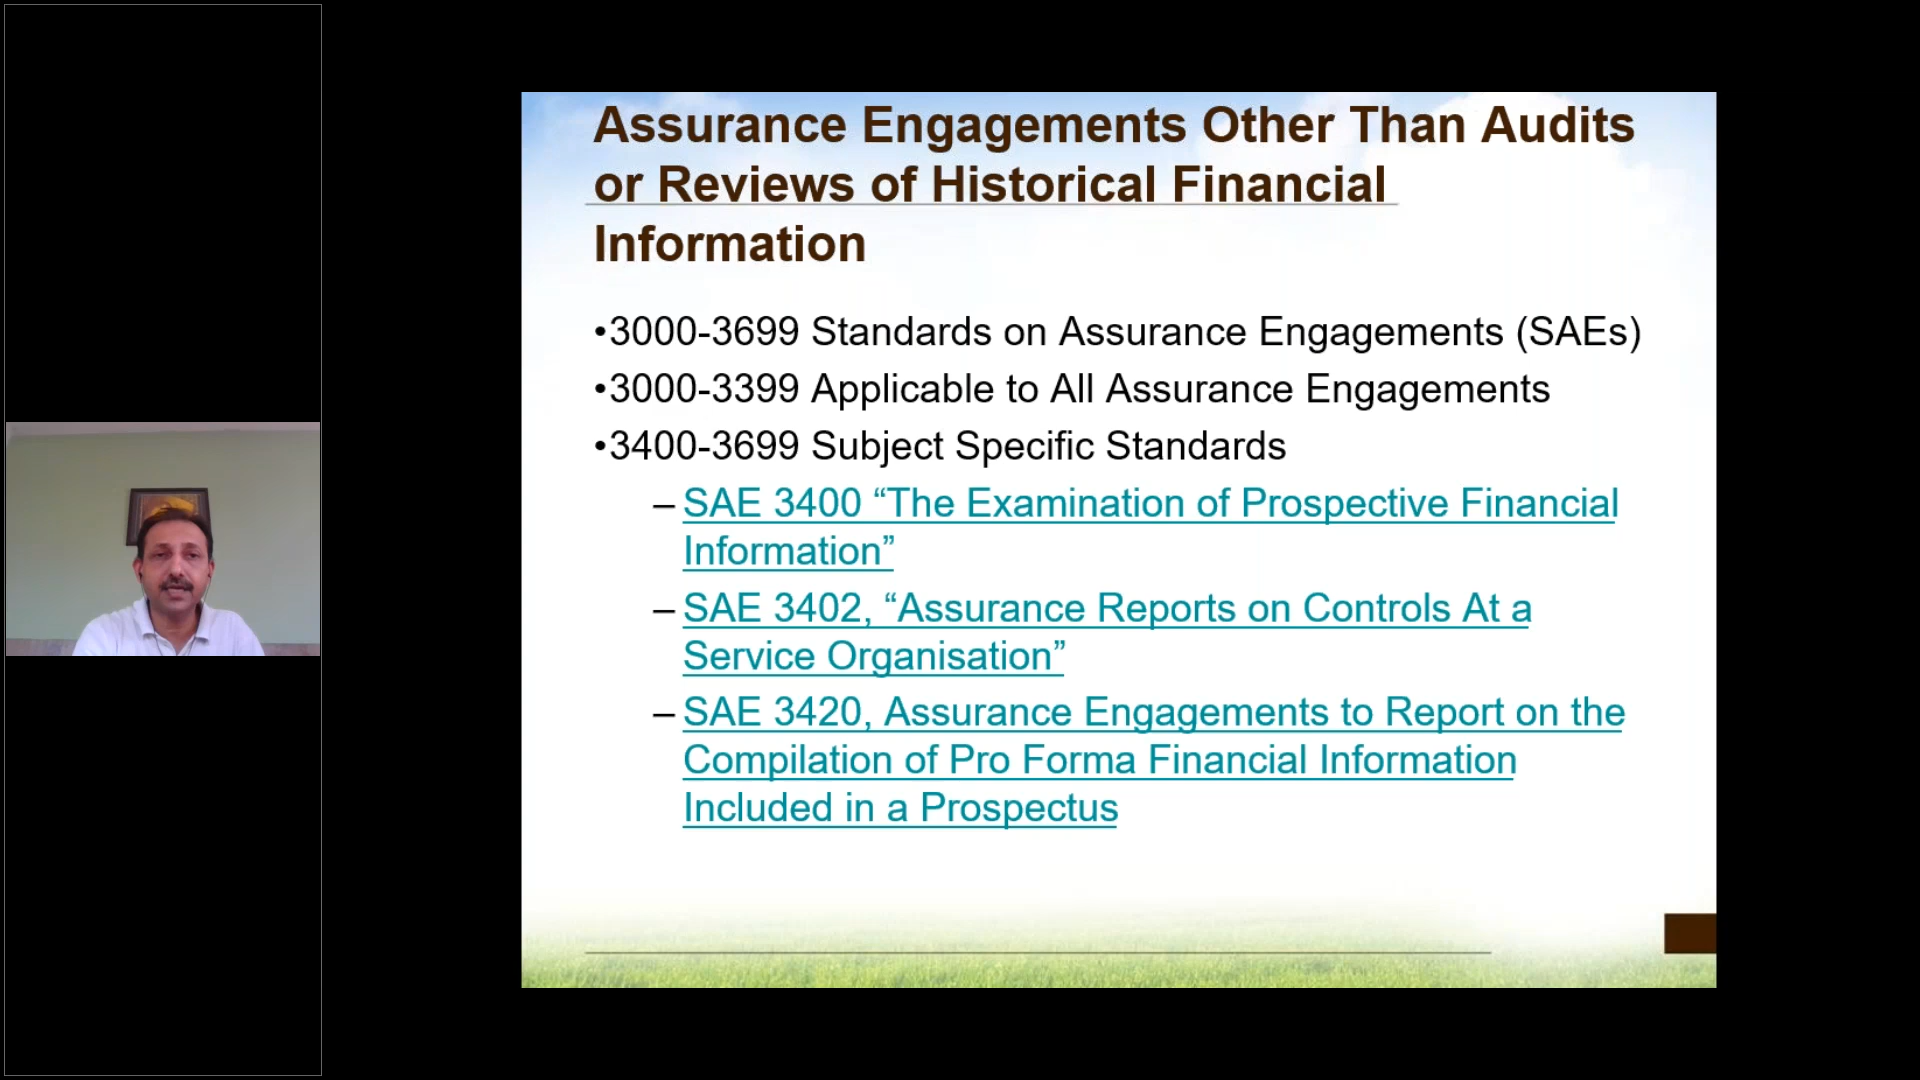 Assurance Engagements Other Than Audits
or Reviews of Historical Financial
Information
•3000-3699 Standards on Assurance Engagements (SAEs)
•3000-3399 Applicable to All Assurance Engagements
•3400-3699 Subject Specific Standards
– SAE 3400 “The Examination of Prospective Financial
Information”
– SAE 3402, “Assurance Reports on Controls At a
Service Organisation”
– SAE 3420, Assurance Engagements to Report on the
Compilation of Pro Forma Financial Information
Included in a Prospectus